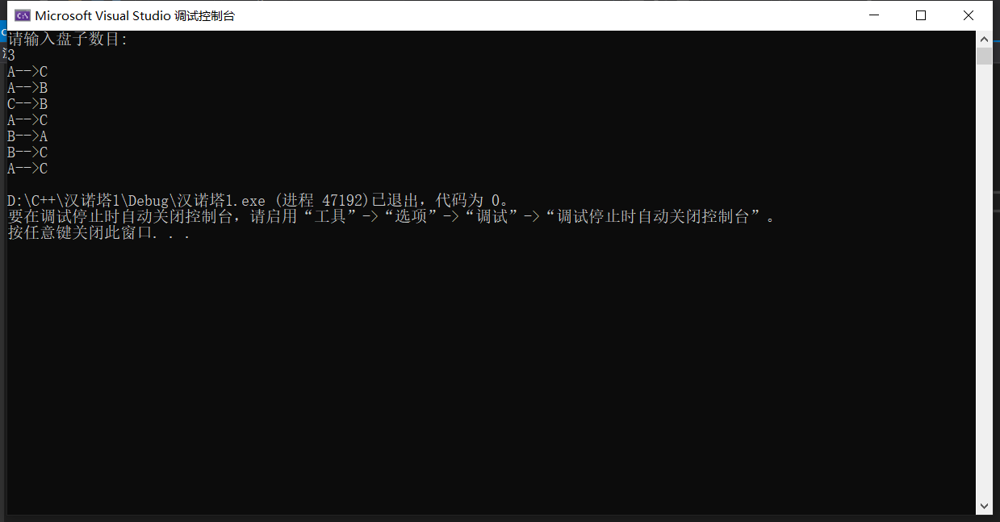 Microsoft Visual Studio 调试控制台
请输入盘子数目:
3
A-->C
A-->B
C-->B
A-->C
B-->A
B-->C
A-->C
D:\C++\汉诺塔1\Debug\汉诺塔1.exe (进程 47192)已退出，代码为 0。
要在调试停止时自动关闭控制台，请启用“工具”->“选项”->“调试”->“调试停止时自动关闭控制台”。
按任意键关闭此窗口. . .